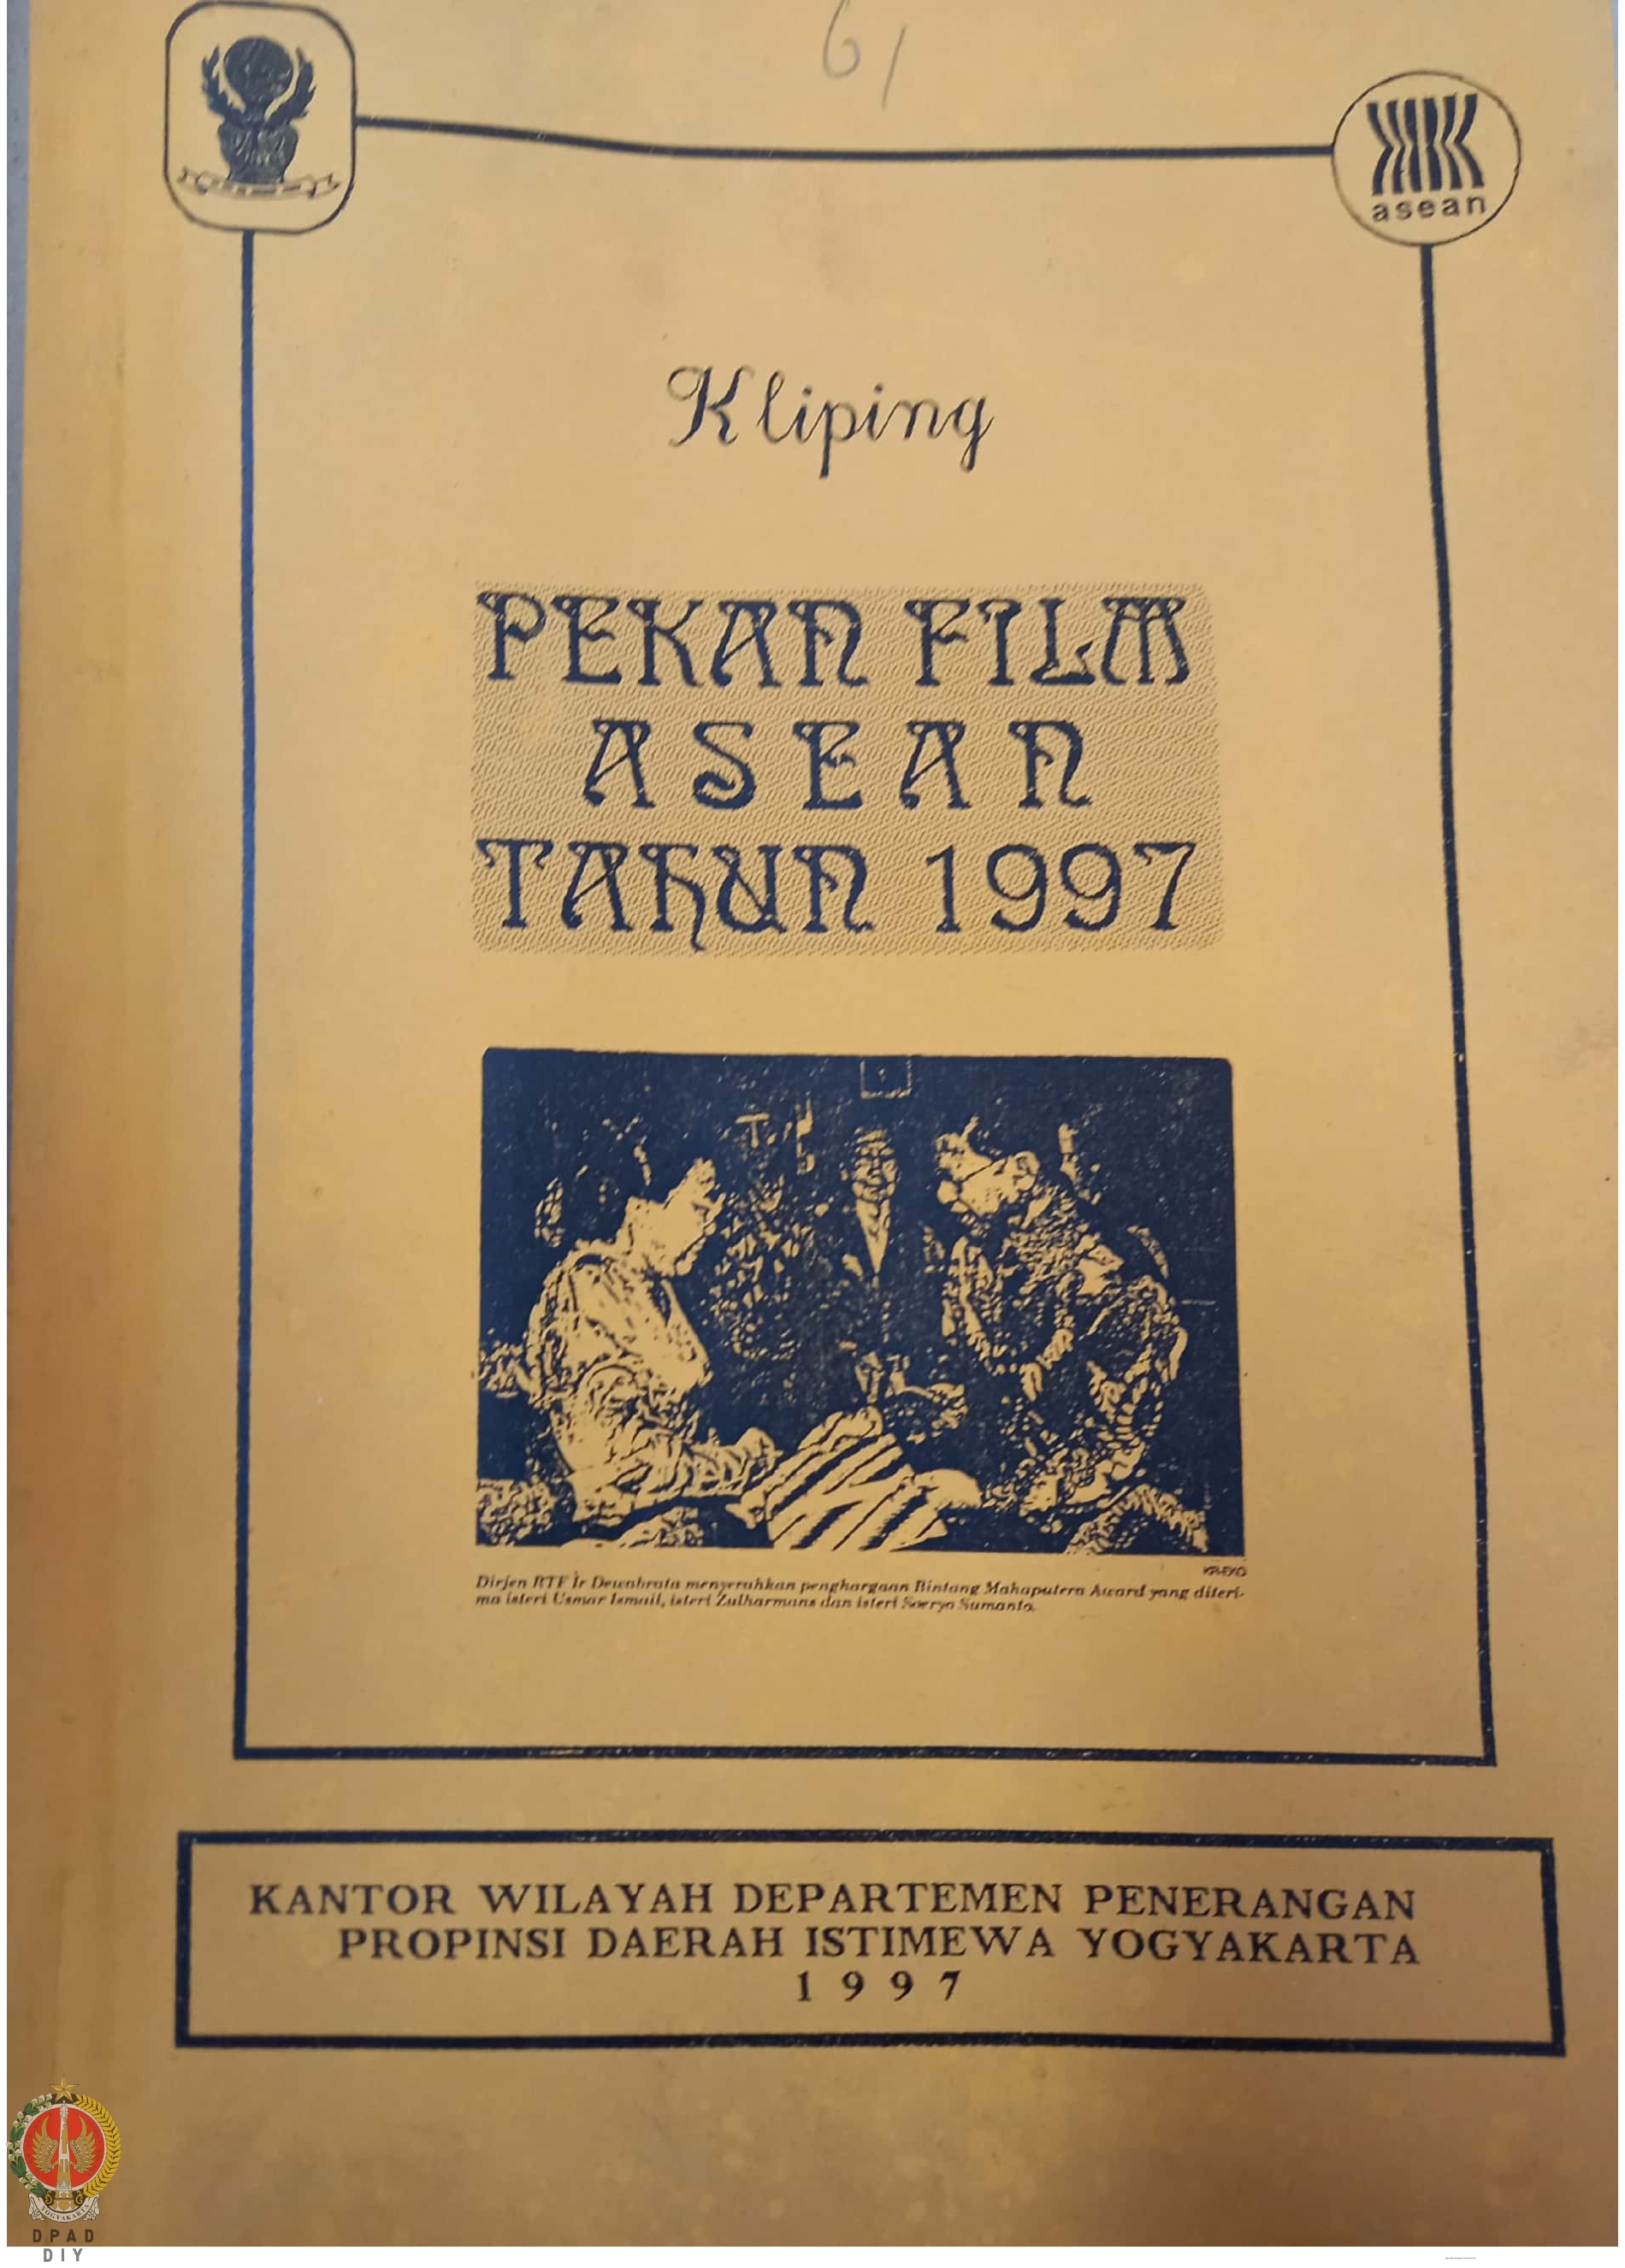 61
asean
Kliping
PEKAN FILM
ASEAN
TAHUN 1997
KR-EKO
Dirjen RTF Ir Dewabrata menyerahkan penghargaan Bintang Mahaputera Award yang diteri-
ma isteri Usmar Ismail, isteri Zulharmans dan isteri Soeryo Sumanto.
KANTOR WILAYAH DEPARTEMEN PENERANGAN
PROPINSI DAERAH ISTIMEWA YOGYAKARTA
1997
YOGYAKARTA
DPAD
DIY